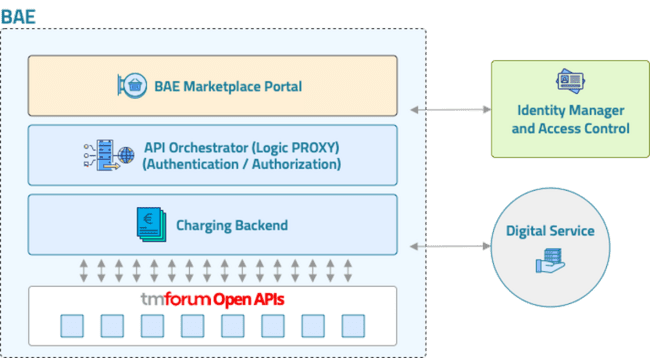 BAE
BAE Marketplace Portal
API Orchestrator (Logic PROXY)
(Authentication / Authorization)
€
Charging Backend
tmforum Open APIs
Identity Manager
and Access Control
Digital Service